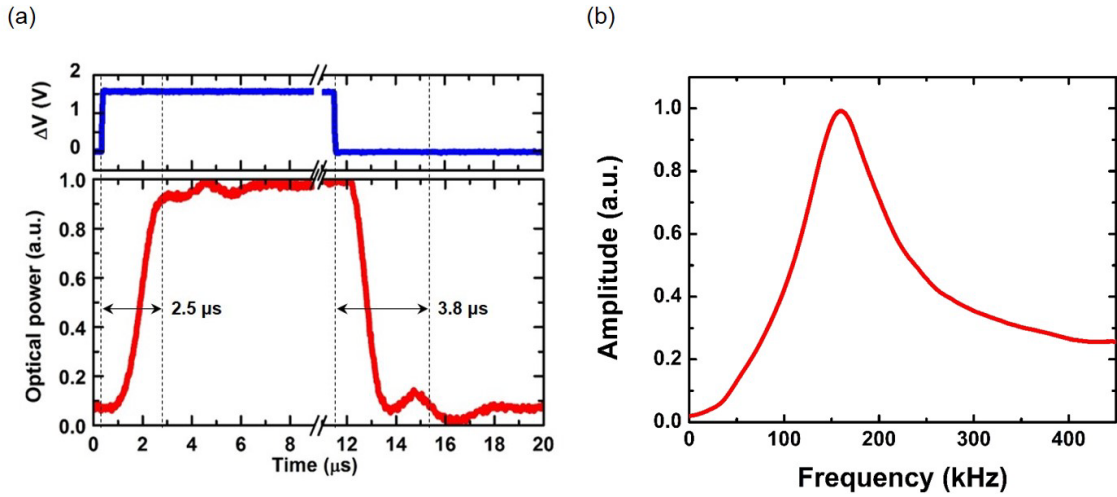 (a)
(b)
ΔV (V)
2
1
0
Optical power (a.u.)
1.0
0.8
0.6
0.4
0.2
0.0
2.5 µs
3.8 µs
0 2 4 6 8 12 14 16 18 20
Time (µs)
Amplitude (a.u.)
1.0
0.8
0.6
0.4
0.2
0.0
0 100 200 300 400
Frequency (kHz)